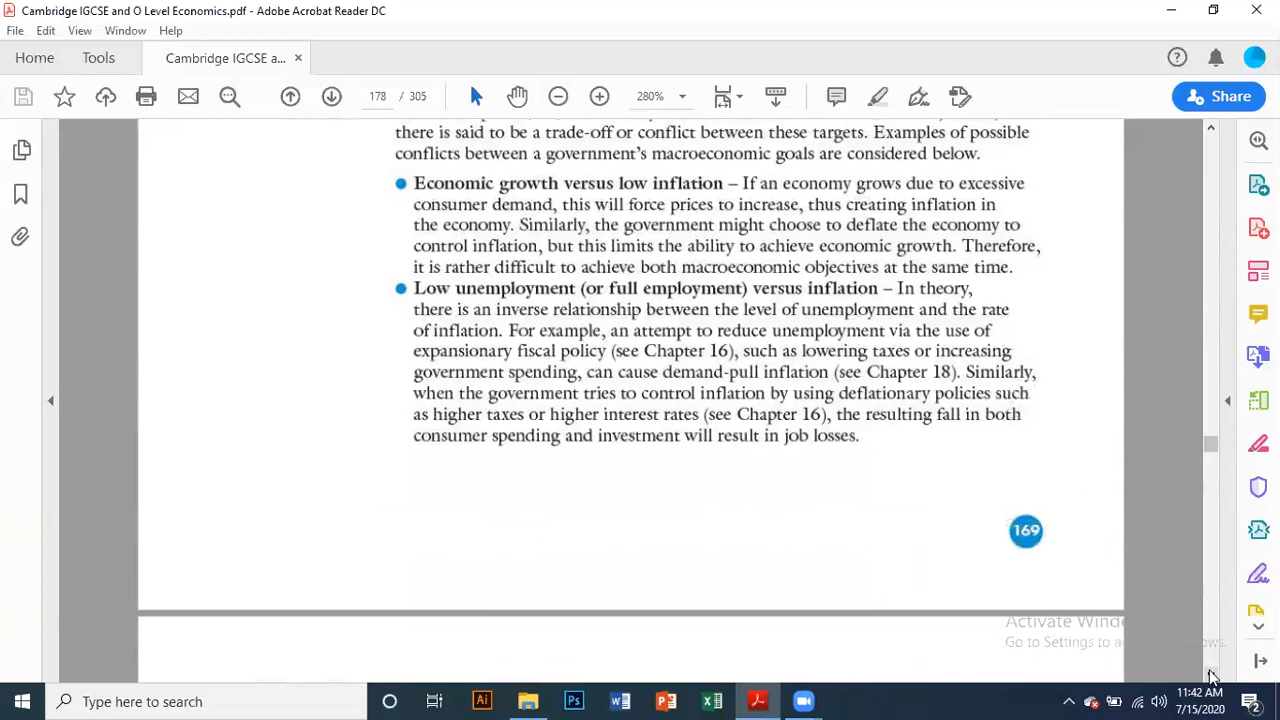 Cambridge IGCSE and O Level Economics.pdf - Adobe Acrobat Reader DC
File Edit View Window Help
Home Tools Cambridge IGCSE a... ×
178 / 305 280% Share
there is said to be a trade-off or conflict between these targets. Examples of possible
conflicts between a government's macroeconomic goals are considered below.
● Economic growth versus low inflation – If an economy grows due to excessive
consumer demand, this will force prices to increase, thus creating inflation in
the economy. Similarly, the government might choose to deflate the economy to
control inflation, but this limits the ability to achieve economic growth. Therefore,
it is rather difficult to achieve both macroeconomic objectives at the same time.
● Low unemployment (or full employment) versus inflation – In theory,
there is an inverse relationship between the level of unemployment and the rate
of inflation. For example, an attempt to reduce unemployment via the use of
expansionary fiscal policy (see Chapter 16), such as lowering taxes or increasing
government spending, can cause demand-pull inflation (see Chapter 18). Similarly,
when the government tries to control inflation by using deflationary policies such
as higher taxes or higher interest rates (see Chapter 16), the resulting fall in both
consumer spending and investment will result in job losses.
169
Activate Windo
Go to Settings to a ows.
Type here to search
11:42 AM
7/15/2020
2